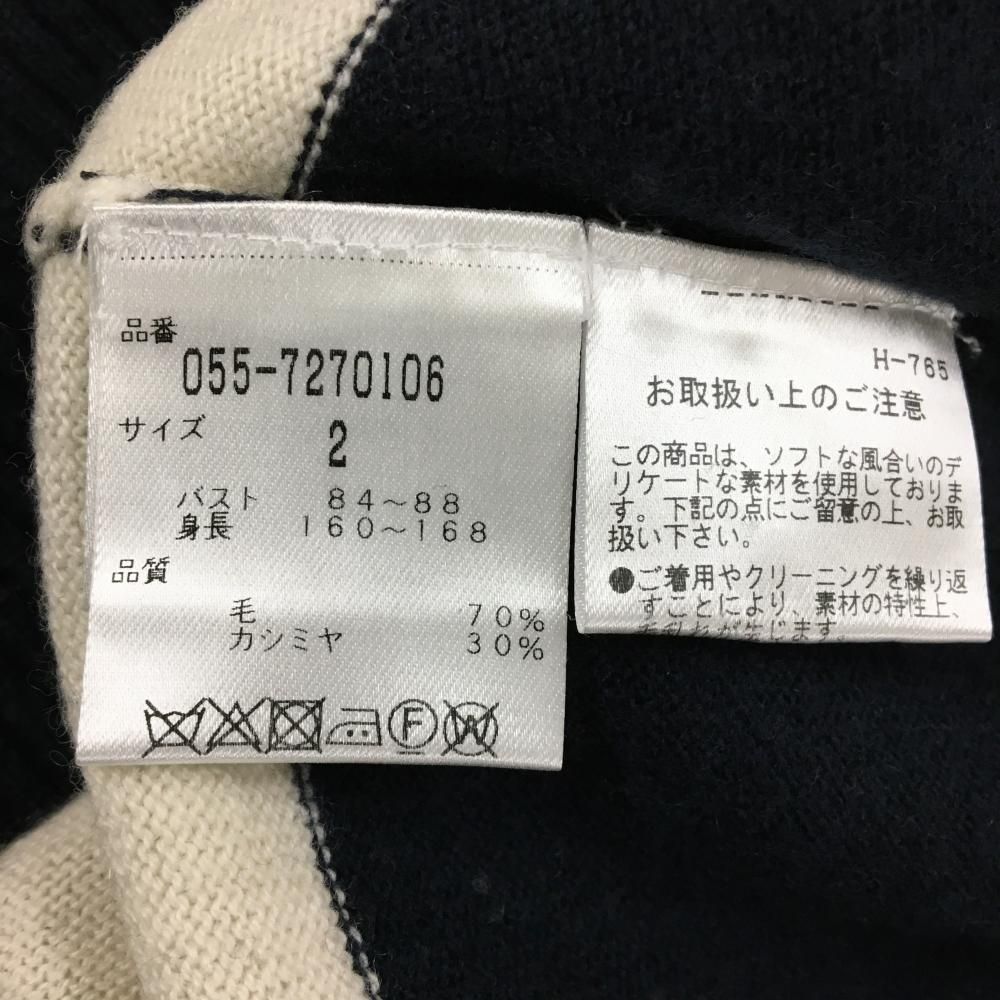 品番
055-7270106
サイズ
2
バスト 84～88
身長 160～168
品質
毛 70%
カシミヤ 30%
F
W
H-765
お取扱い上のご注意
この商品は、ソフトな風合いのデ
リケートな素材を使用しておりま
す。下記の点にご留意の上、お取
扱い下さい。
●ご着用やクリーニングを繰り返
すことにより、素材の特性上、
が生じます。